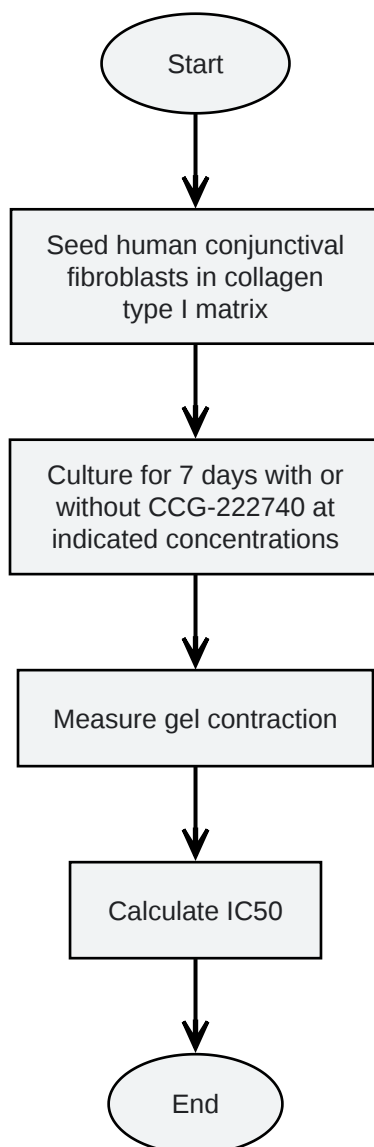 Start
Seed human conjunctival
fibroblasts in collagen
type I matrix
Culture for 7 days with or
without CCG-222740 at
indicated concentrations
Measure gel contraction
Calculate IC50
End